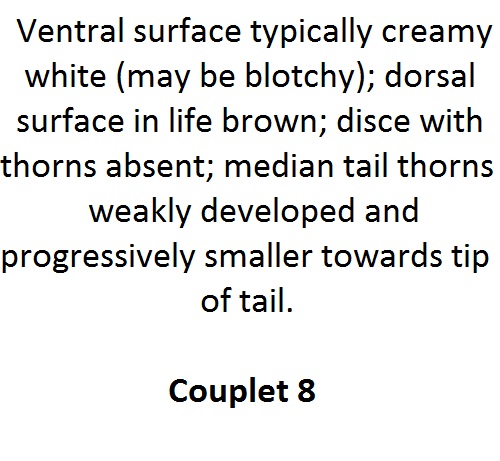 Ventral surface typically creamy
white (may be blotchy); dorsal
surface in life brown; disce with
thorns absent; median tail thorns
weakly developed and
progressively smaller towards tip
of tail.
Couplet 8